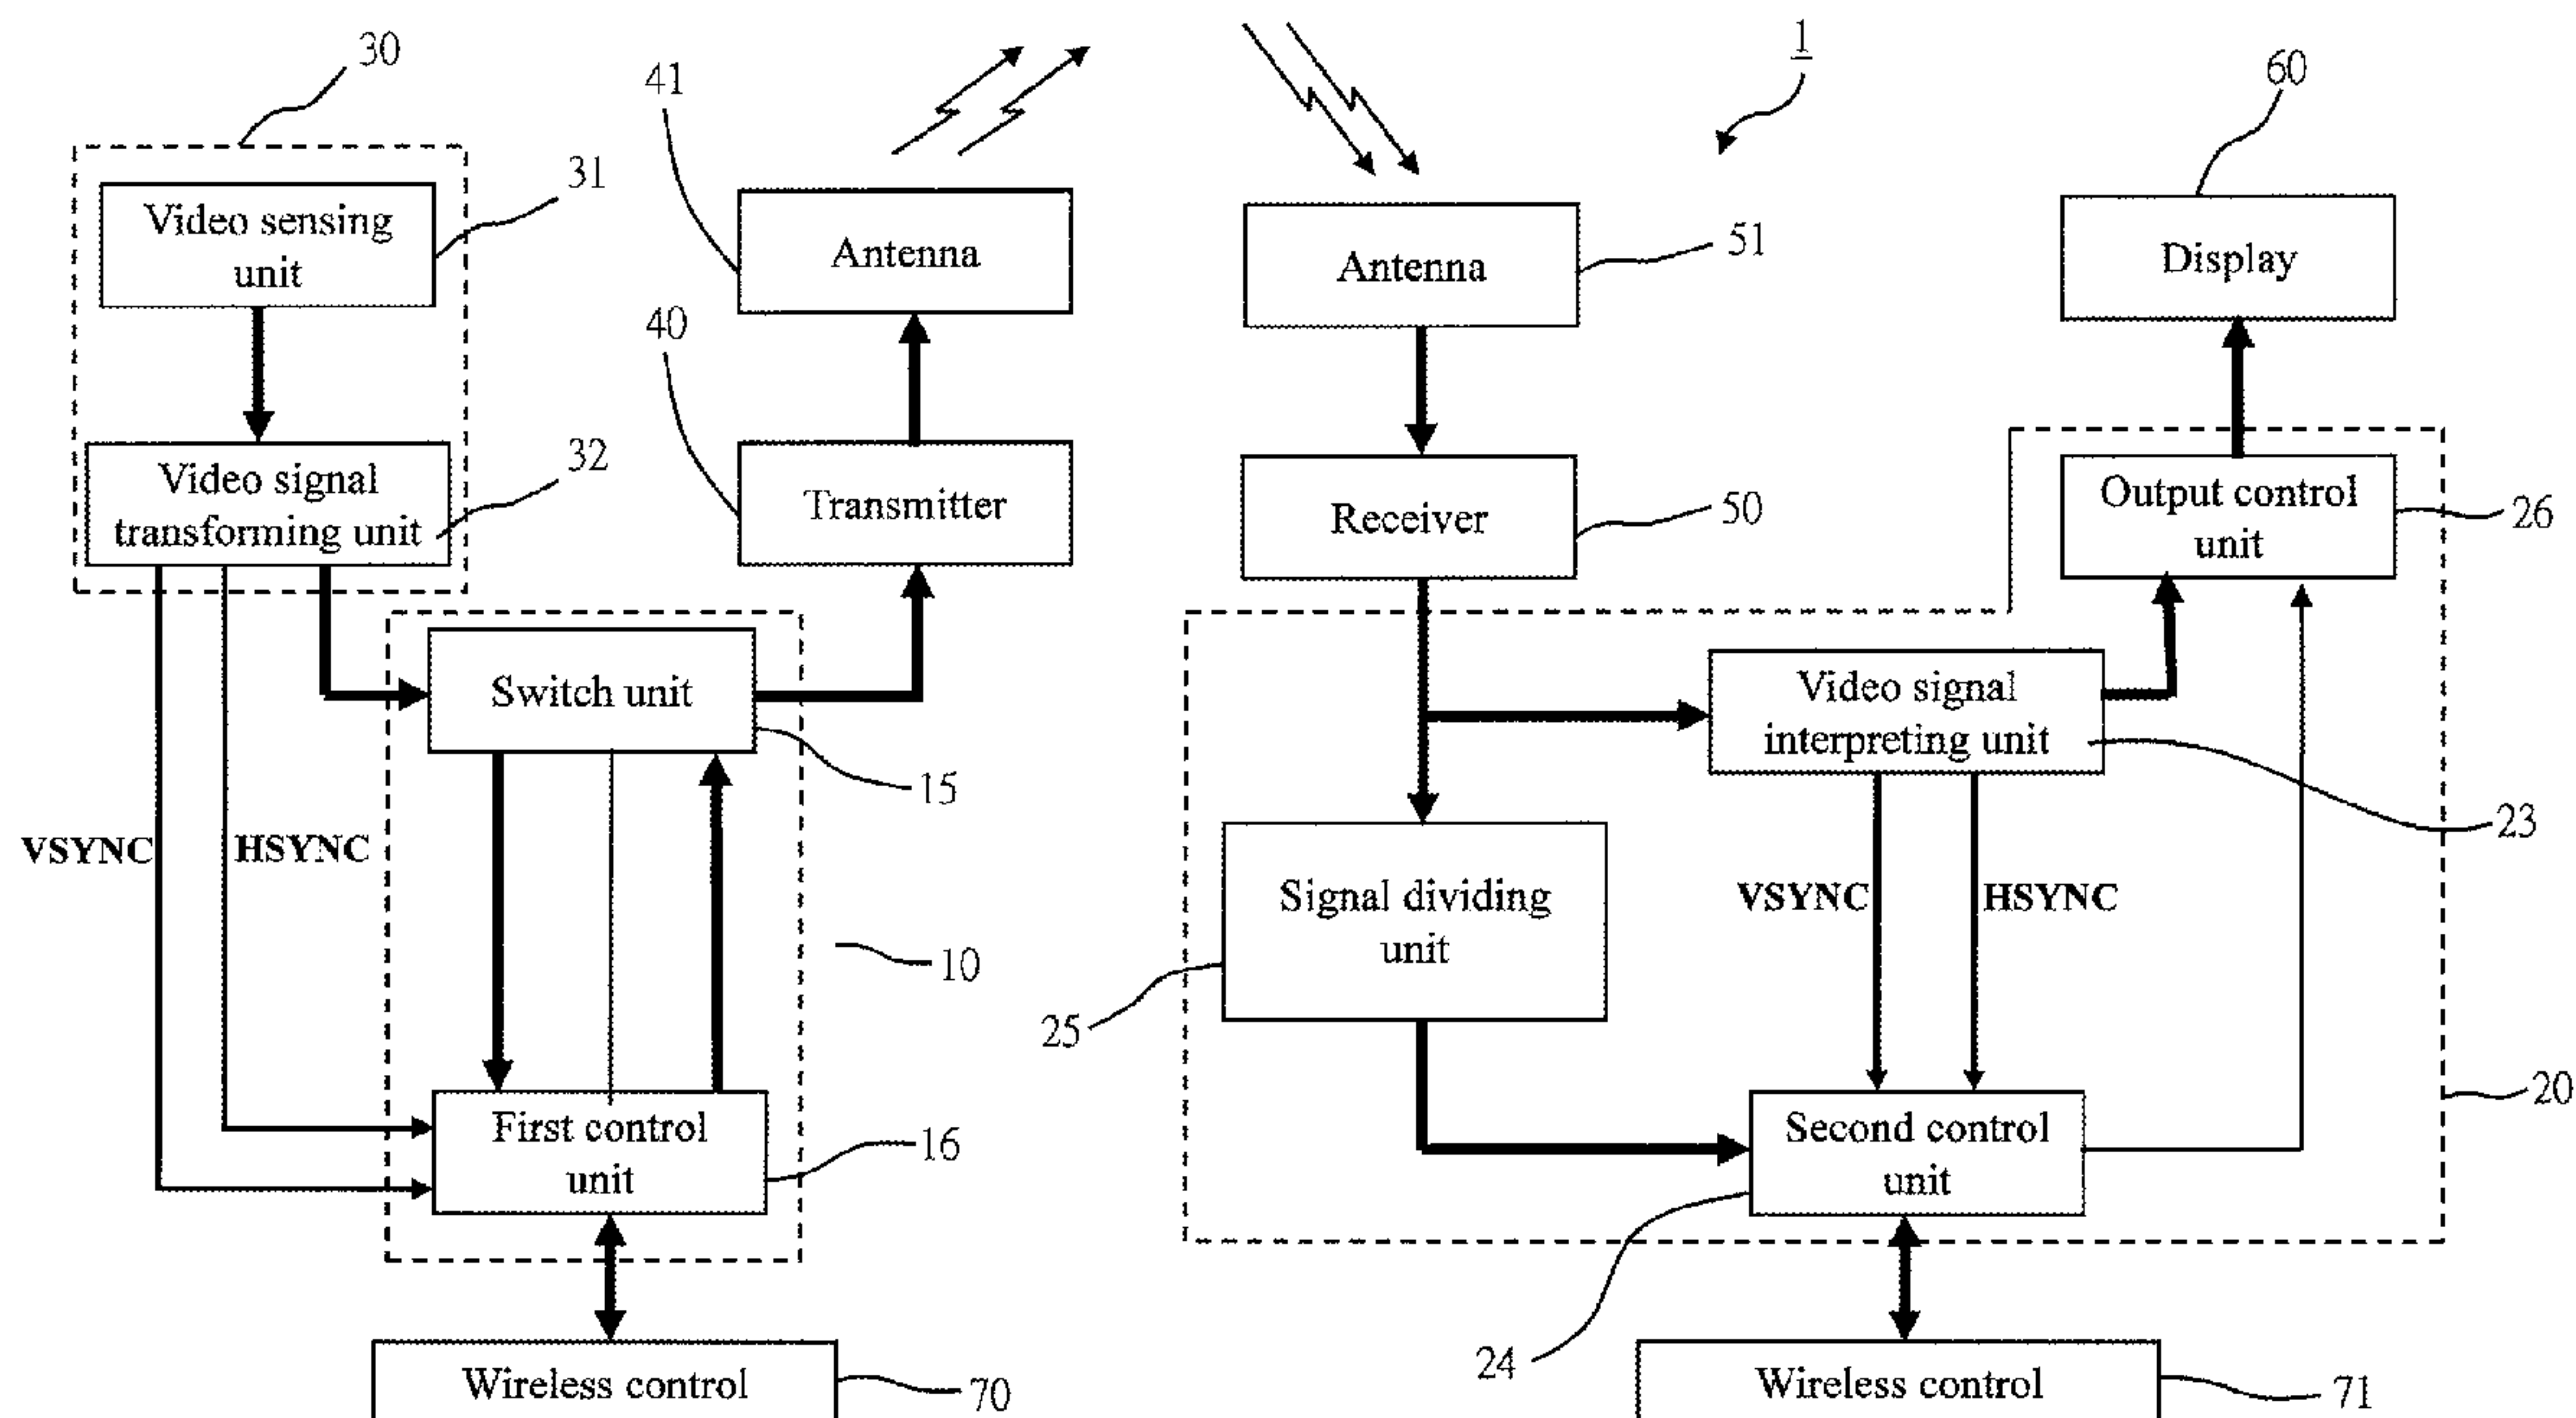 1
30
41
60
31
Video sensing
unit
Antenna
Antenna
51
Display
40
32
Video signal
transforming unit
Transmitter
Receiver
50
Output control
unit
26
Switch unit
15
Video signal
interpreting unit
23
VSYNC
HSYNC
10
Signal dividing
unit
25
VSYNC
HSYNC
20
First control
unit
16
Second control
unit
24
Wireless control
70
Wireless control
71